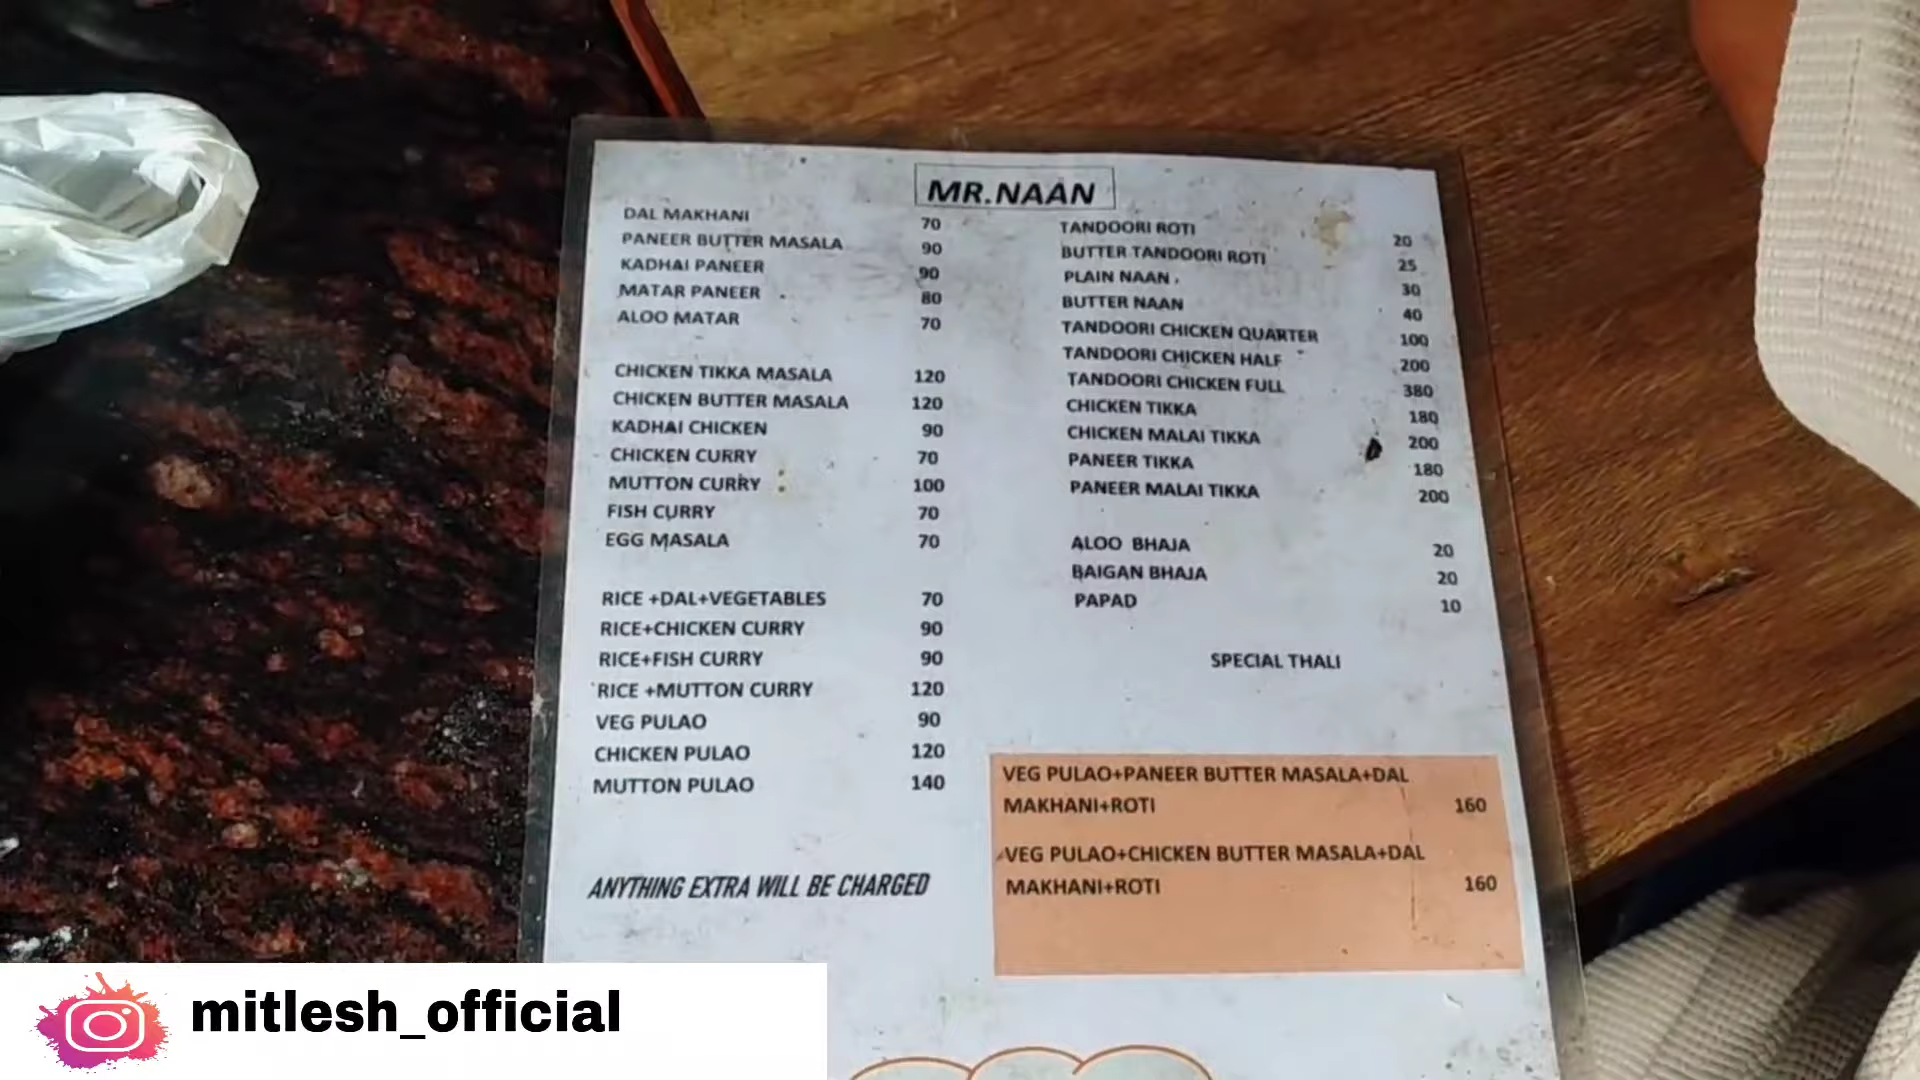 MR.NAAN
DAL MAKHANI 70
PANEER BUTTER MASALA 90
KADHAI PANEER 90
MATAR PANEER 80
ALOO MATAR 70
CHICKEN TIKKA MASALA 120
CHICKEN BUTTER MASALA 120
KADHAI CHICKEN 90
CHICKEN CURRY 70
MUTTON CURRY 100
FISH CURRY 70
EGG MASALA 70
RICE +DAL+VEGETABLES 70
RICE+CHICKEN CURRY 90
RICE+FISH CURRY 90
RICE +MUTTON CURRY 120
VEG PULAO 90
CHICKEN PULAO 120
MUTTON PULAO 140
ANYTHING EXTRA WILL BE CHARGED
TANDOORI ROTI 20
BUTTER TANDOORI ROTI 25
PLAIN NAAN 30
BUTTER NAAN 40
TANDOORI CHICKEN QUARTER 100
TANDOORI CHICKEN HALF 200
TANDOORI CHICKEN FULL 380
CHICKEN TIKKA 180
CHICKEN MALAI TIKKA 200
PANEER TIKKA 180
PANEER MALAI TIKKA 200
ALOO BHAJA 20
BAIGAN BHAJA 20
PAPAD 10
SPECIAL THALI
VEG PULAO+PANEER BUTTER MASALA+DAL
MAKHANI+ROTI 160
VEG PULAO+CHICKEN BUTTER MASALA+DAL
MAKHANI+ROTI 160
mitlesh_official